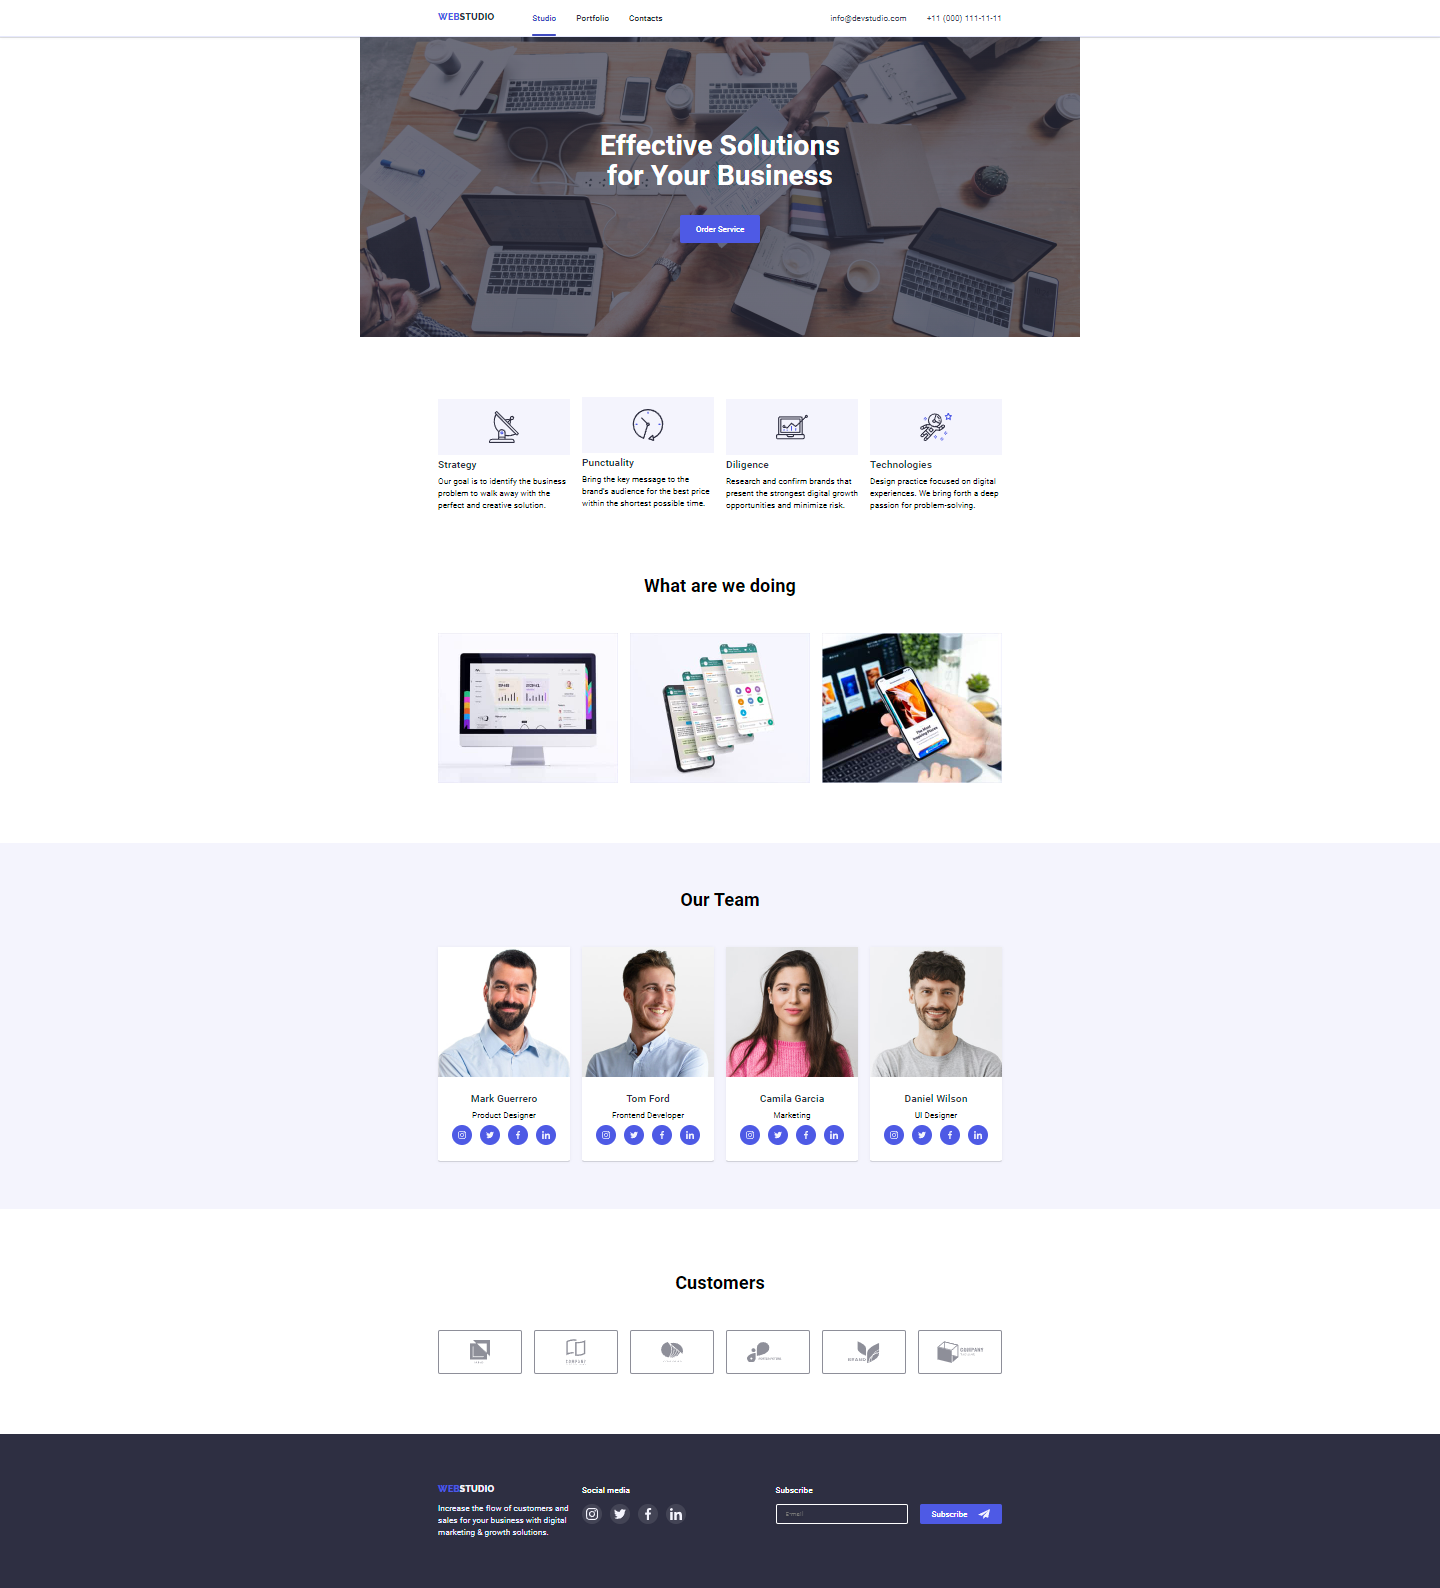 WEBSTUDIO
Studio
Portfolio
Contacts
info@devstudio.com
+11 (000) 111-11-11
Effective Solutions
for Your Business
Order Service
Strategy
Our goal is to identify the business
problem to walk away with the
perfect and creative solution.
Punctuality
Bring the key message to the
brand's audience for the best price
within the shortest possible time.
Diligence
Research and confirm brands that
present the strongest digital growth
opportunities and minimize risk.
Technologies
Design practice focused on digital
experiences. We bring forth a deep
passion for problem-solving.
What are we doing
Our Team
Mark Guerrero
Product Designer
Tom Ford
Frontend Developer
Camila Garcia
Marketing
Daniel Wilson
UI Designer
Customers
COMPANY
BRAND
COMPANY
WEBSTUDIO
Increase the flow of customers and
sales for your business with digital
marketing & growth solutions.
Social media
Subscribe
E-mail
Subscribe